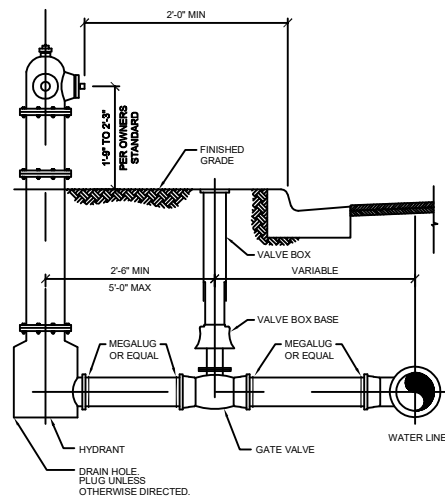 2'-0" MIN
1'-9" TO 2'-3"
PER OWNERS
STANDARD
FINISHED
GRADE
VALVE BOX
2'-6" MIN
VARIABLE
5'-0" MAX
VALVE BOX BASE
MEGALUG
OR EQUAL
MEGALUG
OR EQUAL
WATER LINE
HYDRANT
GATE VALVE
DRAIN HOLE.
PLUG UNLESS
OTHERWISE DIRECTED.